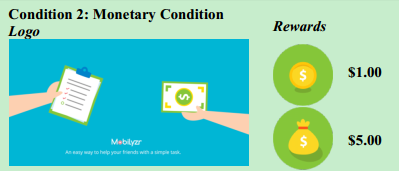 Condition 2: Monetary Condition
Logo
Rewards
Mobilyzr
An easy way to help your friends with a simple task.
$
$1.00
$
$5.00
$